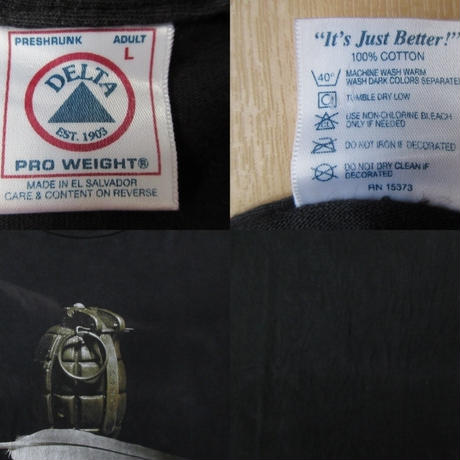 PRESHRUNK ADULT
L
DELTA
EST. 1903
PRO WEIGHT®
MADE IN EL SALVADOR
CARE & CONTENT ON REVERSE
"It's Just Better!"
100% COTTON
40° MACHINE WASH WARM
WASH DARK COLORS SEPARATE
TUMBLE DRY LOW
USE NON-CHLORINE BLEACH
ONLY IF NEEDED
DO NOT IRON IF DECORATED
DO NOT DRY CLEAN IF
DECORATED
RN 15373